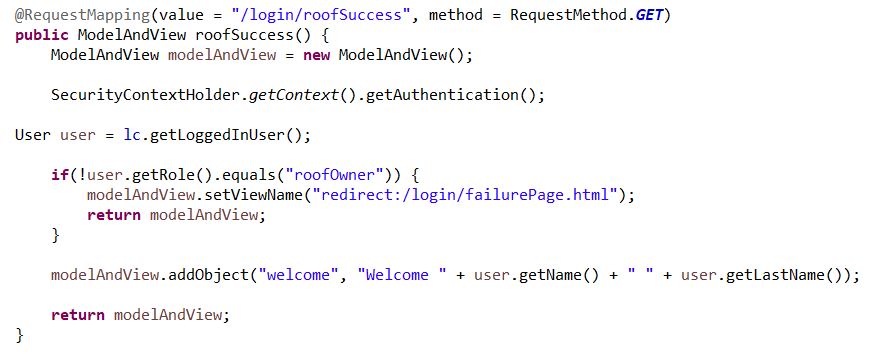 @RequestMapping(value = "/login/roofSuccess", method = RequestMethod.GET)
public ModelAndView roofSuccess() {
    ModelAndView modelAndView = new ModelAndView();

    SecurityContextHolder.getContext().getAuthentication();

User user = lc.getLoggedInUser();

    if(!user.getRole().equals("roofOwner")) {
        modelAndView.setViewName("redirect:/login/failurePage.html");
        return modelAndView;
    }

    modelAndView.addObject("welcome", "Welcome " + user.getName() + " " + user.getLastName());

    return modelAndView;
}